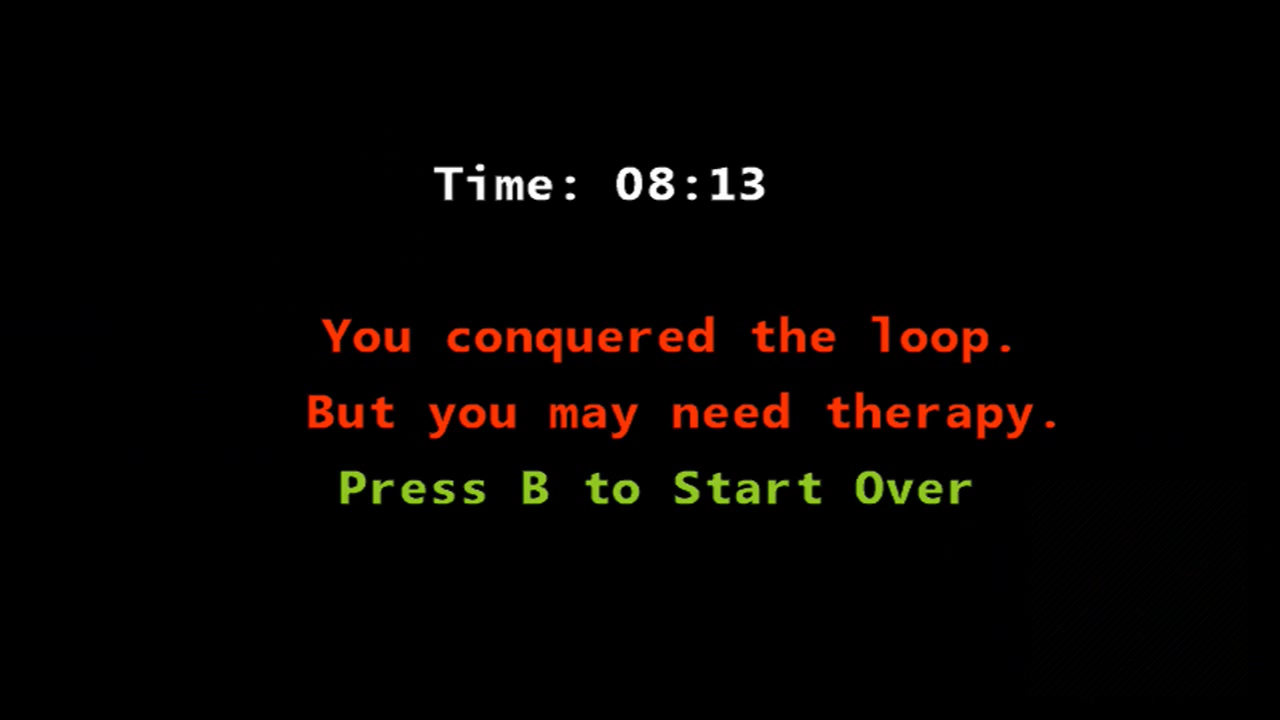 Time: 08:13
You conquered the loop.
But you may need therapy.
Press B to Start Over